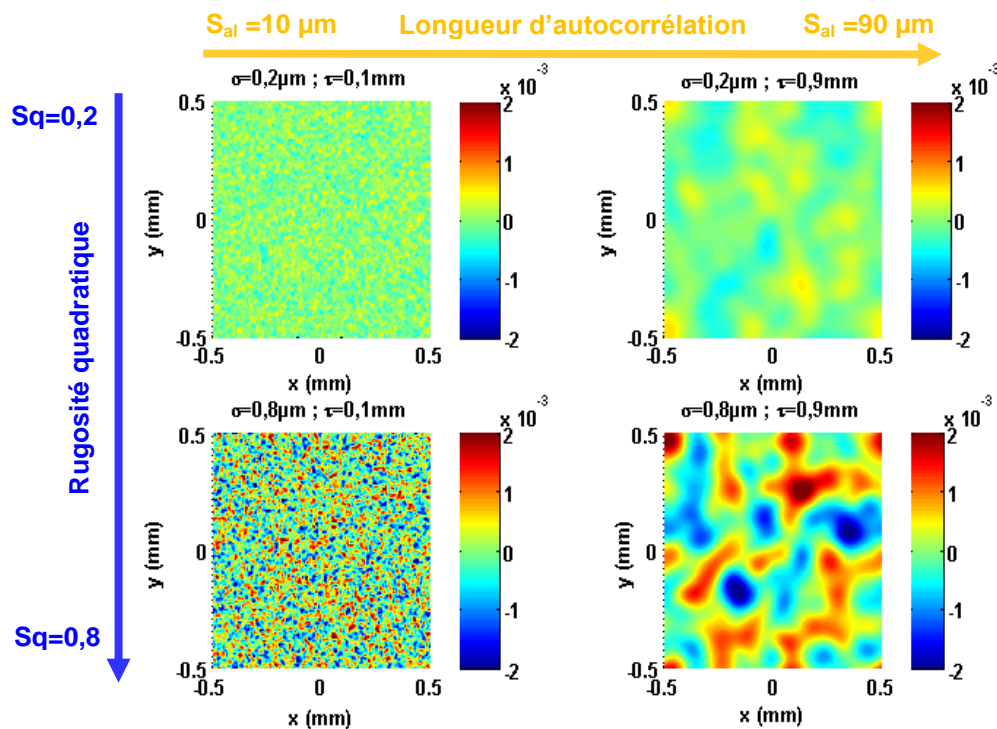 S_al =10 µm Longueur d'autocorrélation S_al =90 µm
Sq=0,2
Rugosité quadratique
Sq=0,8
σ=0,2µm ; τ=0,1mm
x 10^-3
0.5
0
-0.5
y (mm)
-0.5 0 0.5
x (mm)
2
1
0
-1
-2
σ=0,2µm ; τ=0,9mm
x 10^-3
0.5
0
-0.5
y (mm)
-0.5 0 0.5
x (mm)
2
1
0
-1
-2
σ=0,8µm ; τ=0,1mm
x 10^-3
0.5
0
-0.5
y (mm)
-0.5 0 0.5
x (mm)
2
1
0
-1
-2
σ=0,8µm ; τ=0,9mm
x 10^-3
0.5
0
-0.5
y (mm)
-0.5 0 0.5
x (mm)
2
1
0
-1
-2